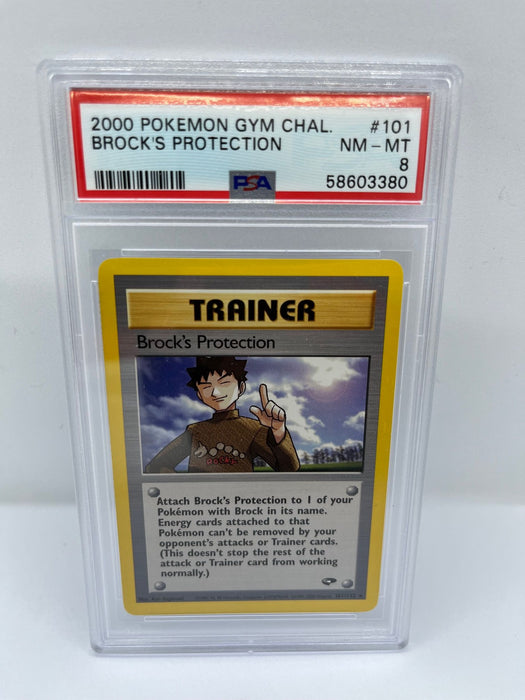 2000 POKEMON GYM CHAL. #101
BROCK'S PROTECTION NM - MT
8
PSA 58603380
TRAINER
Brock's Protection
Attach Brock's Protection to 1 of your
Pokémon with Brock in its name.
Energy cards attached to that
Pokémon can't be removed by your
opponent's attacks or Trainer cards.
(This doesn't stop the rest of the
attack or Trainer card from working
normally.)